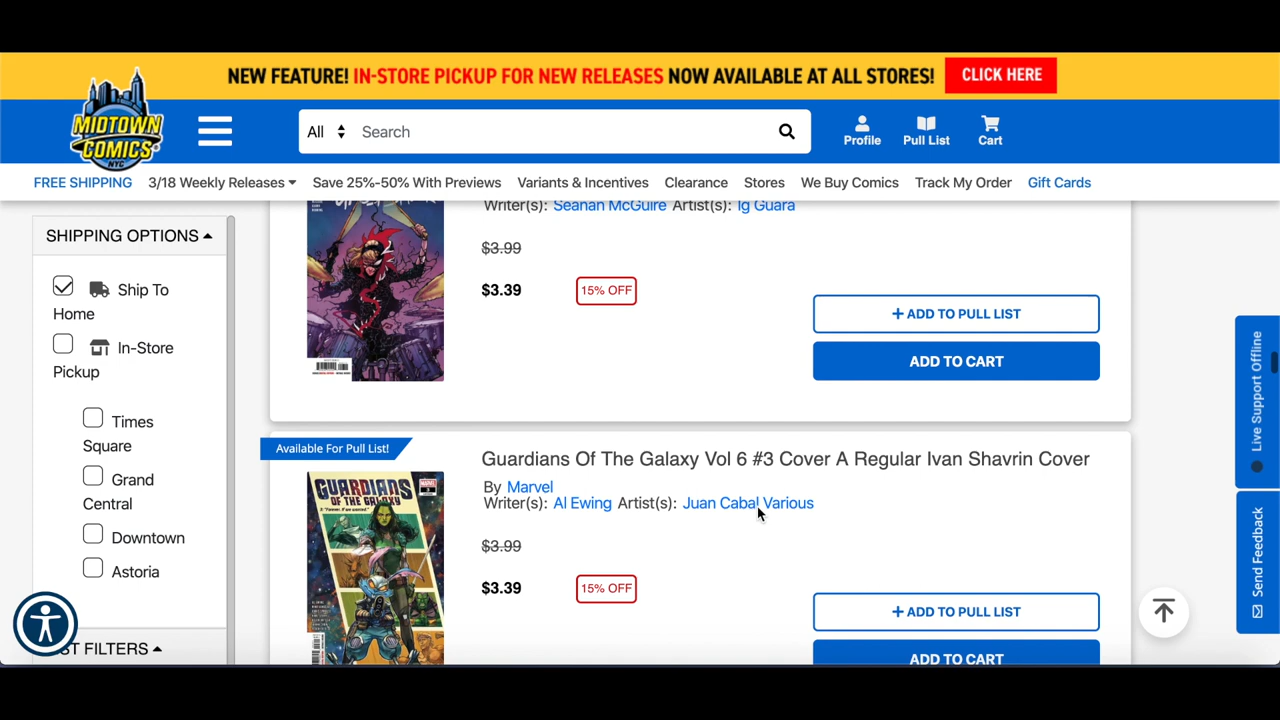 NEW FEATURE! IN-STORE PICKUP FOR NEW RELEASES NOW AVAILABLE AT ALL STORES! CLICK HERE
MIDTOWN
COMICS
NYC
All Search
Profile Pull List Cart
FREE SHIPPING 3/18 Weekly Releases Save 25%-50% With Previews Variants & Incentives Clearance Stores We Buy Comics Track My Order Gift Cards
SHIPPING OPTIONS
Ship To
Home
In-Store
Pickup
Times
Square
Grand
Central
Downtown
Astoria
ST FILTERS
Writer(s): Seanan McGuire Artist(s): Ig Guara
$3.99
$3.39 15% OFF
+ ADD TO PULL LIST
ADD TO CART
Available For Pull List!
Guardians Of The Galaxy Vol 6 #3 Cover A Regular Ivan Shavrin Cover
By Marvel
Writer(s): Al Ewing Artist(s): Juan Cabal Various
$3.99
$3.39 15% OFF
+ ADD TO PULL LIST
ADD TO CART
MARVEL
GUARDIANS
OF THE GALAXY
Live Support Offline
Send Feedback